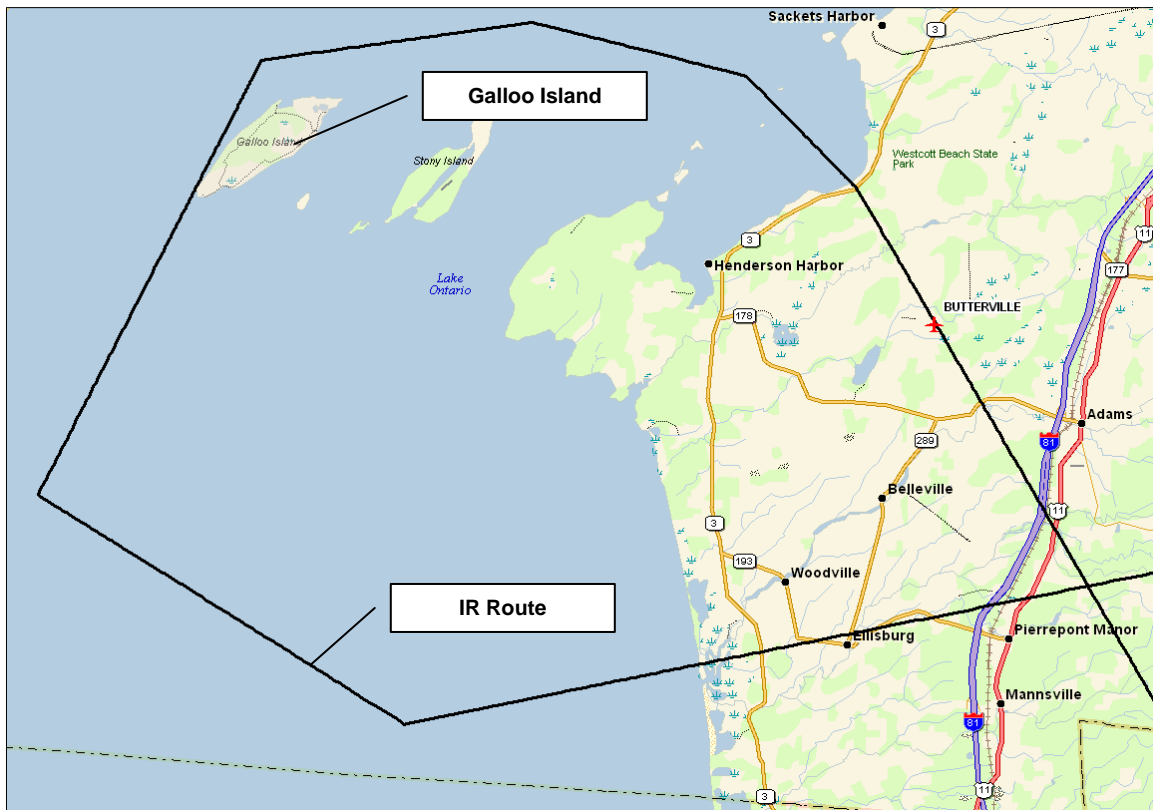 Sackets Harbor
3
Galloo Island
Galloo Island
Stony Island
Westcott Beach State
Park
3
11
177
Lake
Ontario
Henderson Harbor
178
BUTTERVILLE
Adams
289
81
Belleville
11
3
193
Woodville
IR Route
Ellisburg
Pierrepont Manor
Mannsville
81
3
11